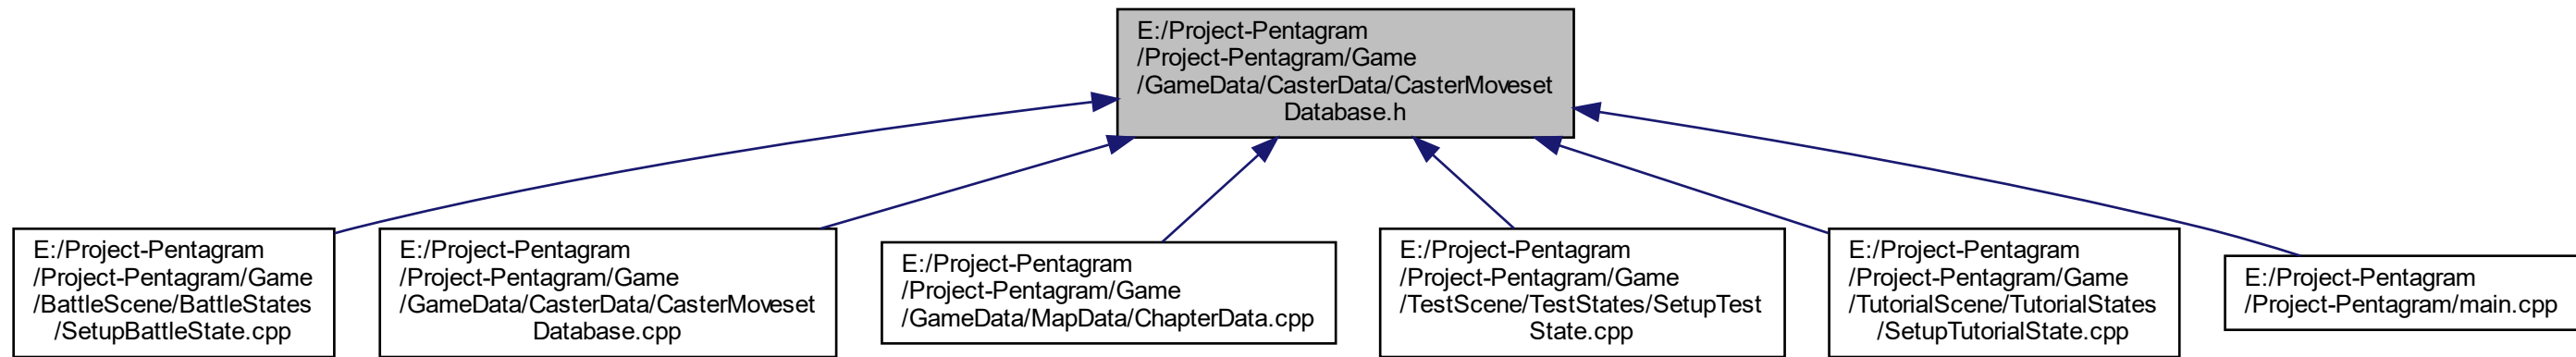 E:/Project-Pentagram
/Project-Pentagram/Game
/GameData/CasterData/CasterMoveset
Database.h
E:/Project-Pentagram
/Project-Pentagram/Game
/BattleScene/BattleStates
/SetupBattleState.cpp
E:/Project-Pentagram
/Project-Pentagram/Game
/GameData/CasterData/CasterMoveset
Database.cpp
E:/Project-Pentagram
/Project-Pentagram/Game
/GameData/MapData/ChapterData.cpp
E:/Project-Pentagram
/Project-Pentagram/Game
/TestScene/TestStates/SetupTest
State.cpp
E:/Project-Pentagram
/Project-Pentagram/Game
/TutorialScene/TutorialStates
/SetupTutorialState.cpp
E:/Project-Pentagram
/Project-Pentagram/main.cpp